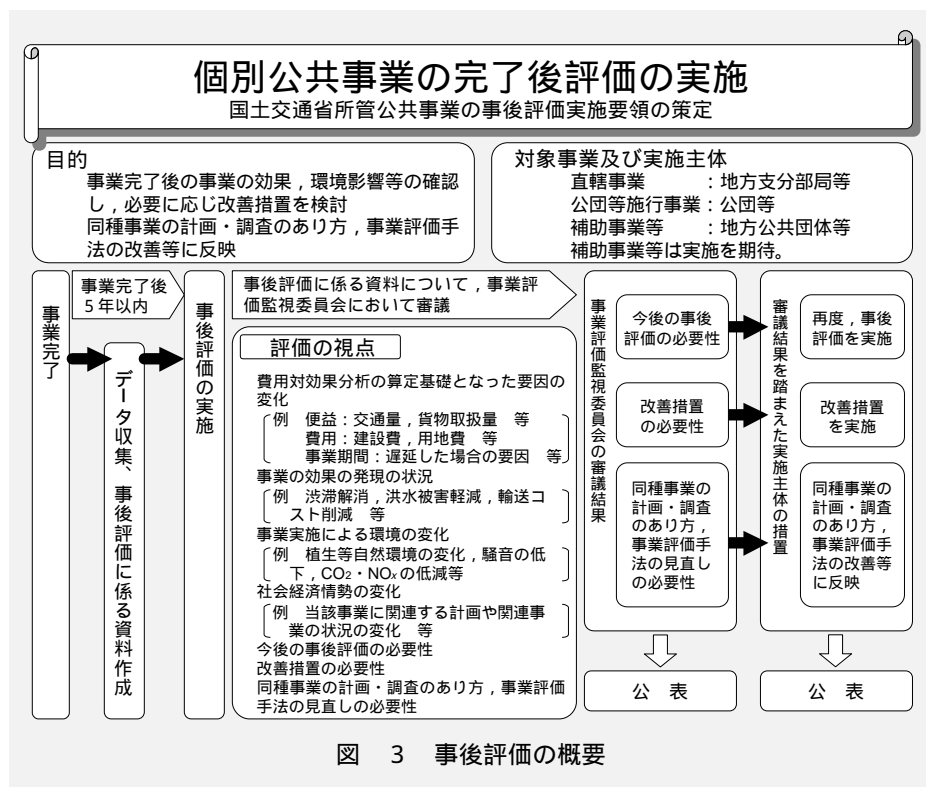 個別公共事業の完了後評価の実施
国土交通省所管公共事業の事後評価実施要領の策定
目的
事業完了後の事業の効果，環境影響等の確認
し，必要に応じ改善措置を検討
同種事業の計画・調査のあり方，事業評価手
法の改善等に反映
対象事業及び実施主体
直轄事業　　　：地方支分部局等
公団等施行事業：公団等
補助事業等　　：地方公共団体等
補助事業等は実施を期待。
事業完了
事業完了後
5年以内
データ収集、事後評価に係る資料作成
事後評価の実施
事後評価に係る資料について，事業評
価監視委員会において審議
評価の視点
費用対効果分析の算定基礎となった要因の
変化
例　便益：交通量，貨物取扱量　等
費用：建設費，用地費　等
事業期間：遅延した場合の要因　等
事業の効果の発現の状況
例　渋滞解消，洪水被害軽減，輸送コ
スト削減　等
事業実施による環境の変化
例　植生等自然環境の変化，騒音の低
下，CO2・NOxの低減等
社会経済情勢の変化
例　当該事業に関連する計画や関連事
業の状況の変化　等
今後の事後評価の必要性
改善措置の必要性
同種事業の計画・調査のあり方，事業評価
手法の見直しの必要性
事業評価監視委員会の審議結果
今後の事後
評価の必要性
改善措置
の必要性
同種事業の
計画・調査
のあり方，
事業評価手
法の見直し
の必要性
公　表
審議結果を踏まえた実施主体の措置
再度，事後
評価を実施
改善措置
を実施
同種事業の
計画・調査
のあり方，
事業評価手
法の改善等
に反映
公　表
図　3　事後評価の概要